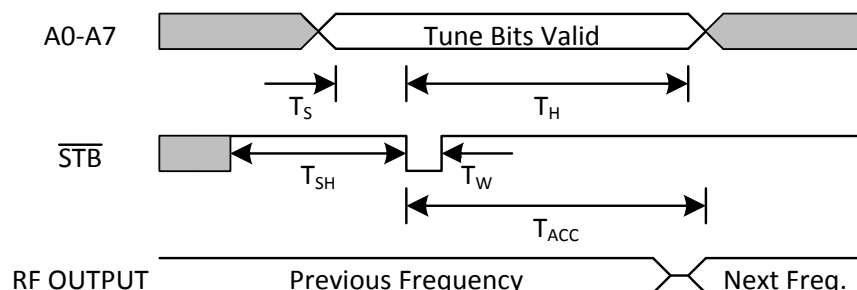 A0-A7 Tune Bits Valid
TS TH
STB
TSH TW
TACC
RF OUTPUT Previous Frequency Next Freq.